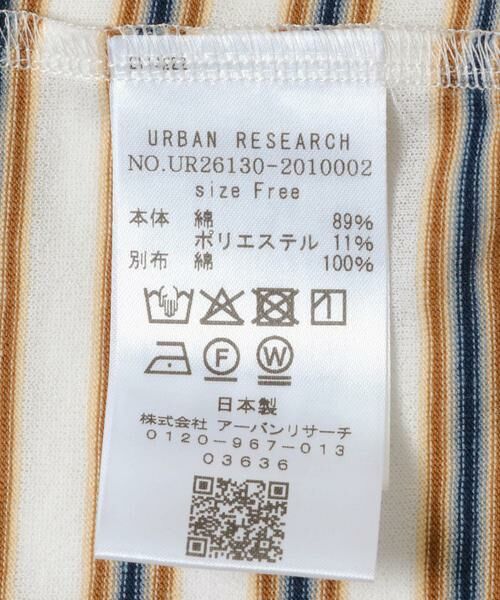 URBAN RESEARCH
NO.UR26130-2010002
size Free
本体 綿 89%
ポリエステル 11%
別布 綿 100%
F W
日本製
株式会社 アーバンリサーチ
0120-967-013
03636